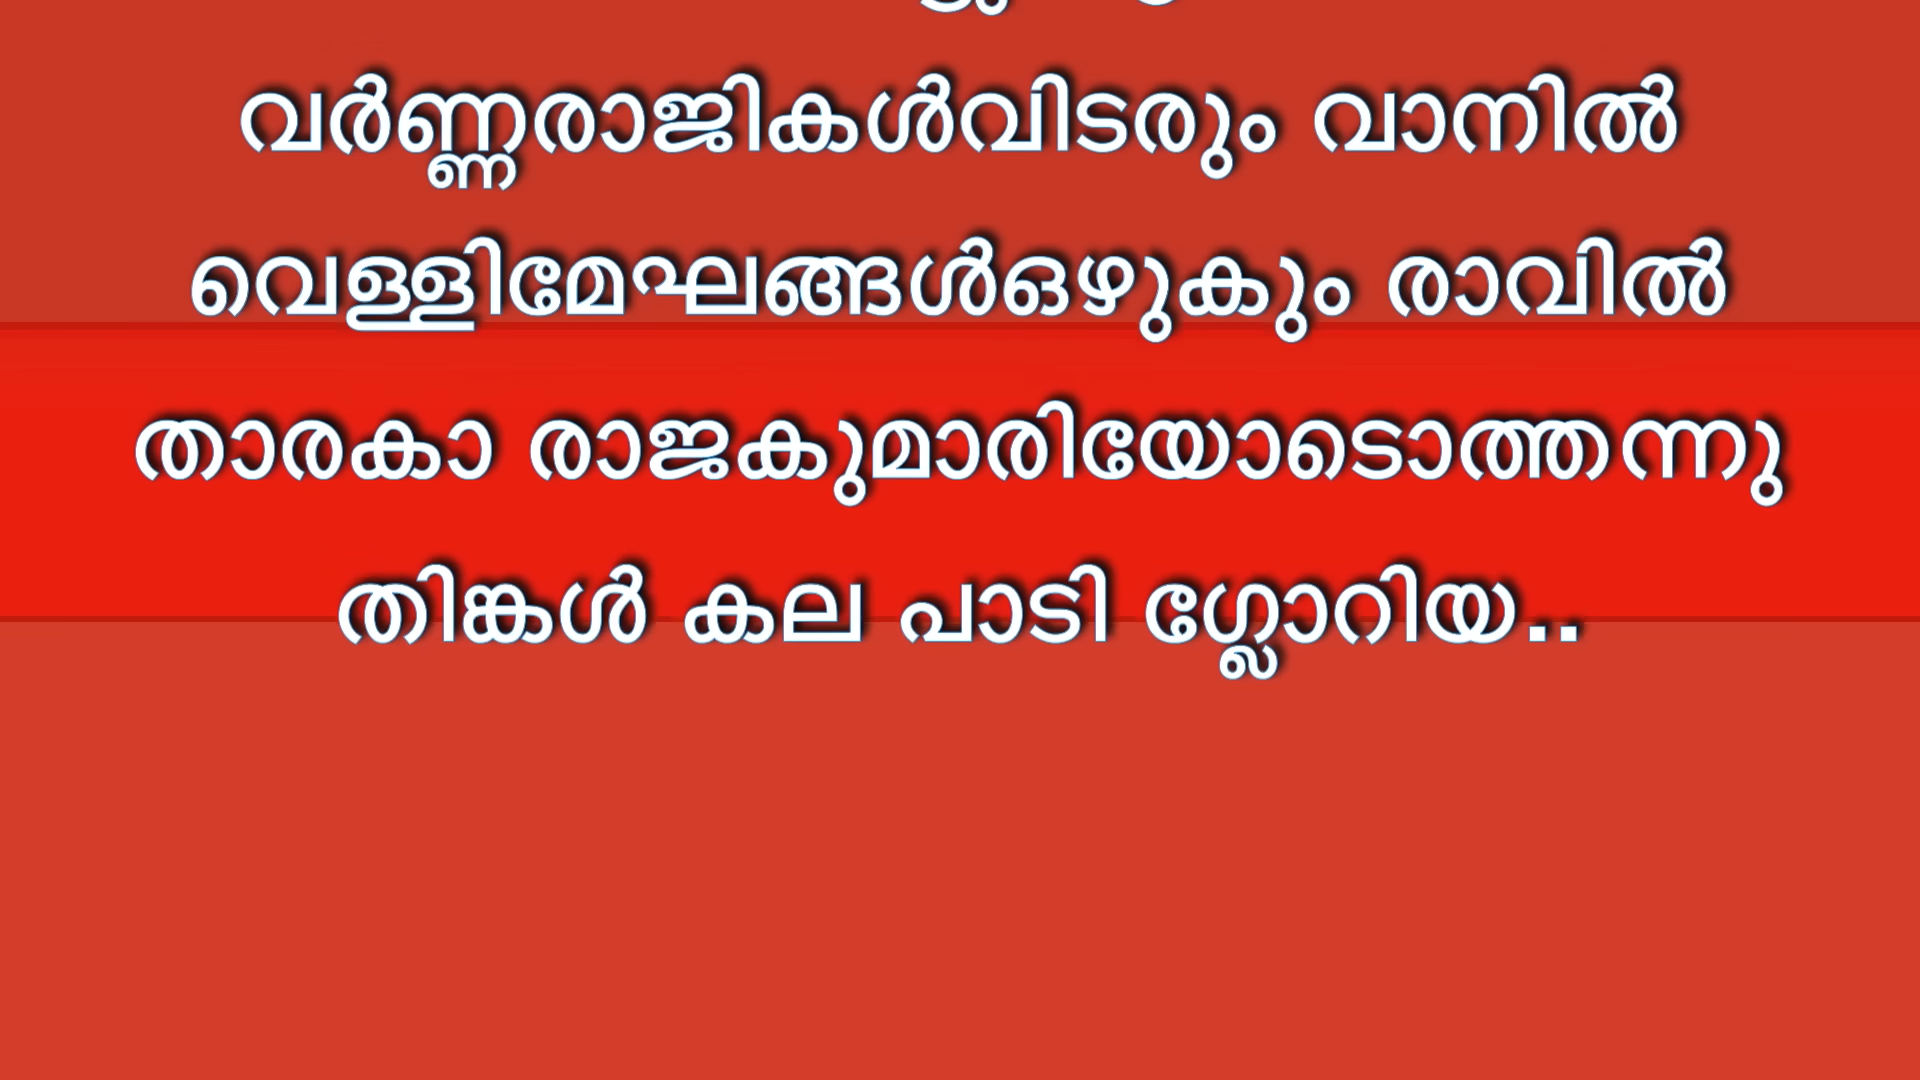 വർണ്ണരാജികൾവിടരും വാനിൽ
വെള്ളിമേഘങ്ങൾഒഴുകും രാവിൽ
താരകാ രാജകുമാരിയോടൊത്തന്നു
തിങ്കൾ കല പാടി ഗ്ലോറിയ..